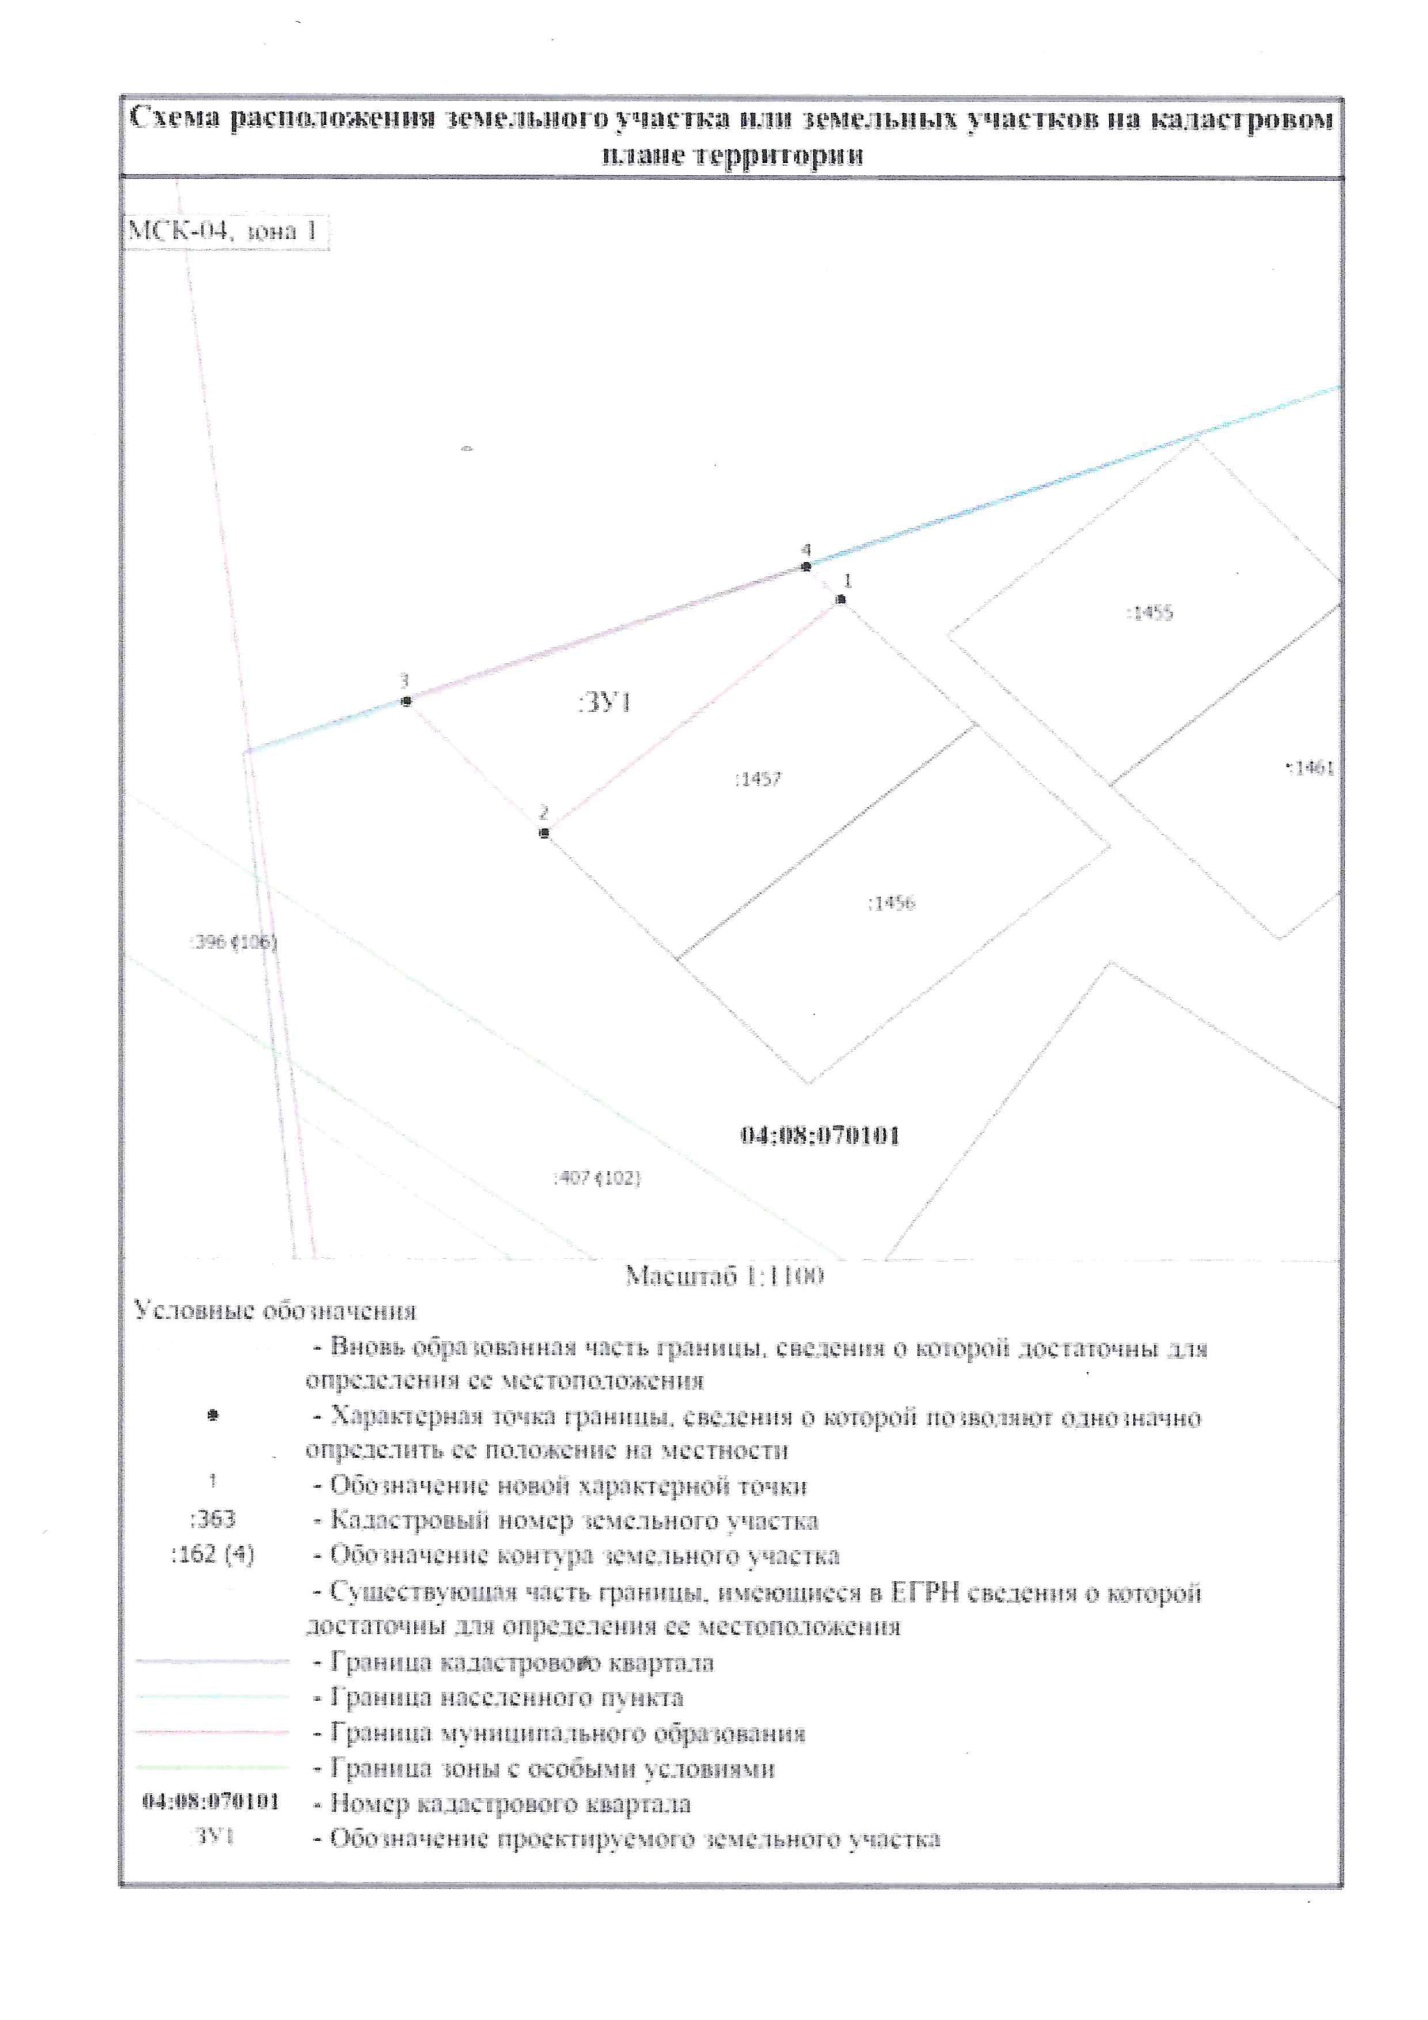 Схема расположения земельного участка или земельных участков на кадастровом
плане территории
МСК-04, зона 1
4
1
:1455
3
:ЗУ1
:1461
:1457
2
:1456
:396 (106)
04:08:070101
:407 (102)
Масштаб 1:1100
Условные обозначения
- Вновь образованная часть границы, сведения о которой достаточны для
определения ее местоположения
- Характерная точка границы, сведения о которой позволяют однозначно
определить ее положение на местности
1 - Обозначение новой характерной точки
:363 - Кадастровый номер земельного участка
:162 (4) - Обозначение контура земельного участка
- Существующая часть границы, имеющиеся в ЕГРН сведения о которой
достаточны для определения ее местоположения
- Граница кадастрового квартала
- Граница населенного пункта
- Граница муниципального образования
- Граница зоны с особыми условиями
04:08:070101 - Номер кадастрового квартала
ЗУ1 - Обозначение проектируемого земельного участка